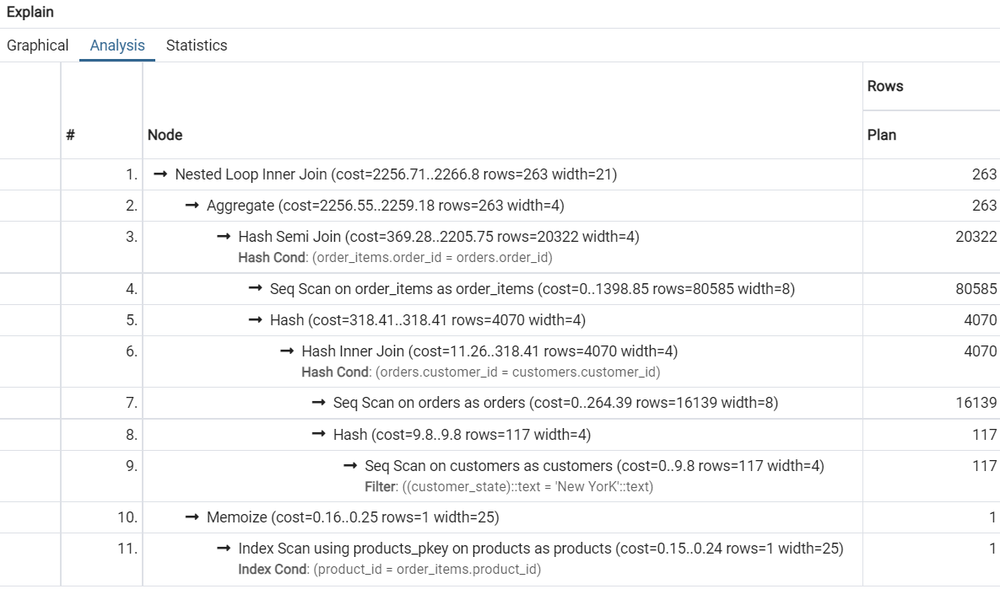 Explain
Graphical Analysis Statistics
Rows
# Node Plan
1. → Nested Loop Inner Join (cost=2256.71..2266.8 rows=263 width=21) 263
2. → Aggregate (cost=2256.55..2259.18 rows=263 width=4) 263
3. → Hash Semi Join (cost=369.28..2205.75 rows=20322 width=4) 20322
Hash Cond: (order_items.order_id = orders.order_id)
4. → Seq Scan on order_items as order_items (cost=0..1398.85 rows=80585 width=8) 80585
5. → Hash (cost=318.41..318.41 rows=4070 width=4) 4070
6. → Hash Inner Join (cost=11.26..318.41 rows=4070 width=4) 4070
Hash Cond: (orders.customer_id = customers.customer_id)
7. → Seq Scan on orders as orders (cost=0..264.39 rows=16139 width=8) 16139
8. → Hash (cost=9.8..9.8 rows=117 width=4) 117
9. → Seq Scan on customers as customers (cost=0..9.8 rows=117 width=4) 117
Filter: ((customer_state)::text = 'New YorK'::text)
10. → Memoize (cost=0.16..0.25 rows=1 width=25) 1
11. → Index Scan using products_pkey on products as products (cost=0.15..0.24 rows=1 width=25) 1
Index Cond: (product_id = order_items.product_id)